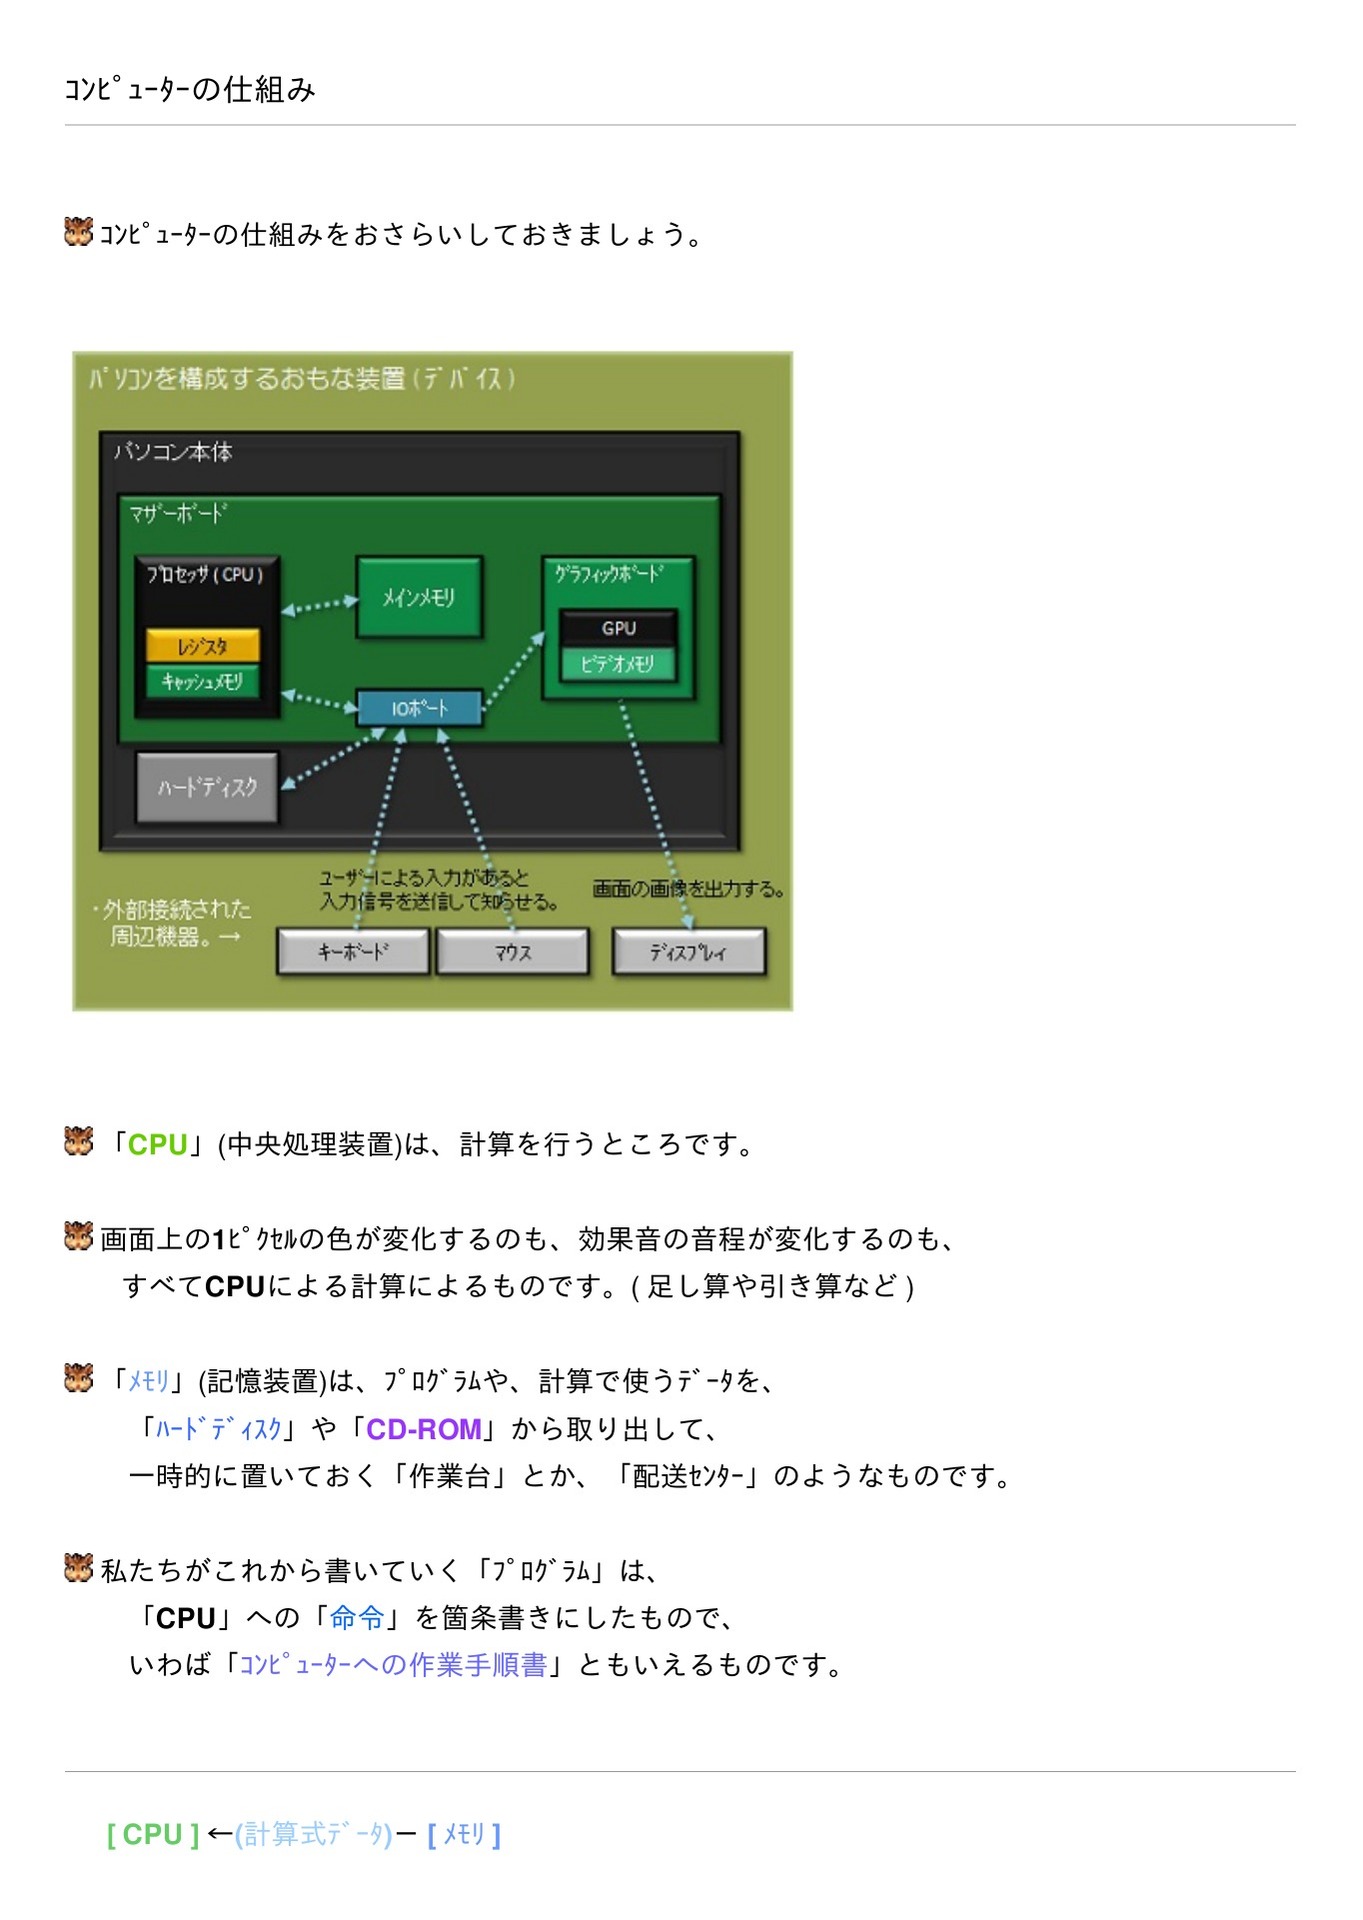 ｺﾝﾋﾟｭｰﾀｰの仕組み
ｺﾝﾋﾟｭｰﾀｰの仕組みをおさらいしておきましょう。
ﾊﾟｿｺﾝを構成するおもな装置(ﾃﾞﾊﾞｲｽ)
パソコン本体
ﾏｻﾞｰﾎﾞｰﾄﾞ
ﾌﾟﾛｾｯｻ(CPU)
ﾒｲﾝﾒﾓﾘ
ｸﾞﾗﾌｨｯｸﾎﾞｰﾄﾞ
GPU
ﾚｼﾞｽﾀ
ﾋﾞﾃﾞｵﾒﾓﾘ
ｷｬｯｼｭﾒﾓﾘ
IOﾎﾟｰﾄ
ﾊｰﾄﾞﾃﾞｨｽｸ
ﾕｰｻﾞｰによる入力があると
入力信号を送信して知らせる。
画面の画像を出力する。
・外部接続された
周辺機器。→
ｷｰﾎﾞｰﾄﾞ
ﾏｳｽ
ﾃﾞｨｽﾌﾟﾚｲ
「CPU」(中央処理装置)は、計算を行うところです。
画面上の1ﾋﾟｸｾﾙの色が変化するのも、効果音の音程が変化するのも、
すべてCPUによる計算によるものです。( 足し算や引き算など )
「ﾒﾓﾘ」(記憶装置)は、ﾌﾟﾛｸﾞﾗﾑや、計算で使うﾃﾞｰﾀを、
「ﾊｰﾄﾞﾃﾞｨｽｸ」や「CD-ROM」から取り出して、
一時的に置いておく「作業台」とか、「配送ｾﾝﾀｰ」のようなものです。
私たちがこれから書いていく「ﾌﾟﾛｸﾞﾗﾑ」は、
「CPU」への「命令」を箇条書きにしたもので、
いわば「ｺﾝﾋﾟｭｰﾀｰへの作業手順書」ともいえるものです。
[ CPU ] ←(計算式ﾃﾞｰﾀ)ー [ ﾒﾓﾘ ]